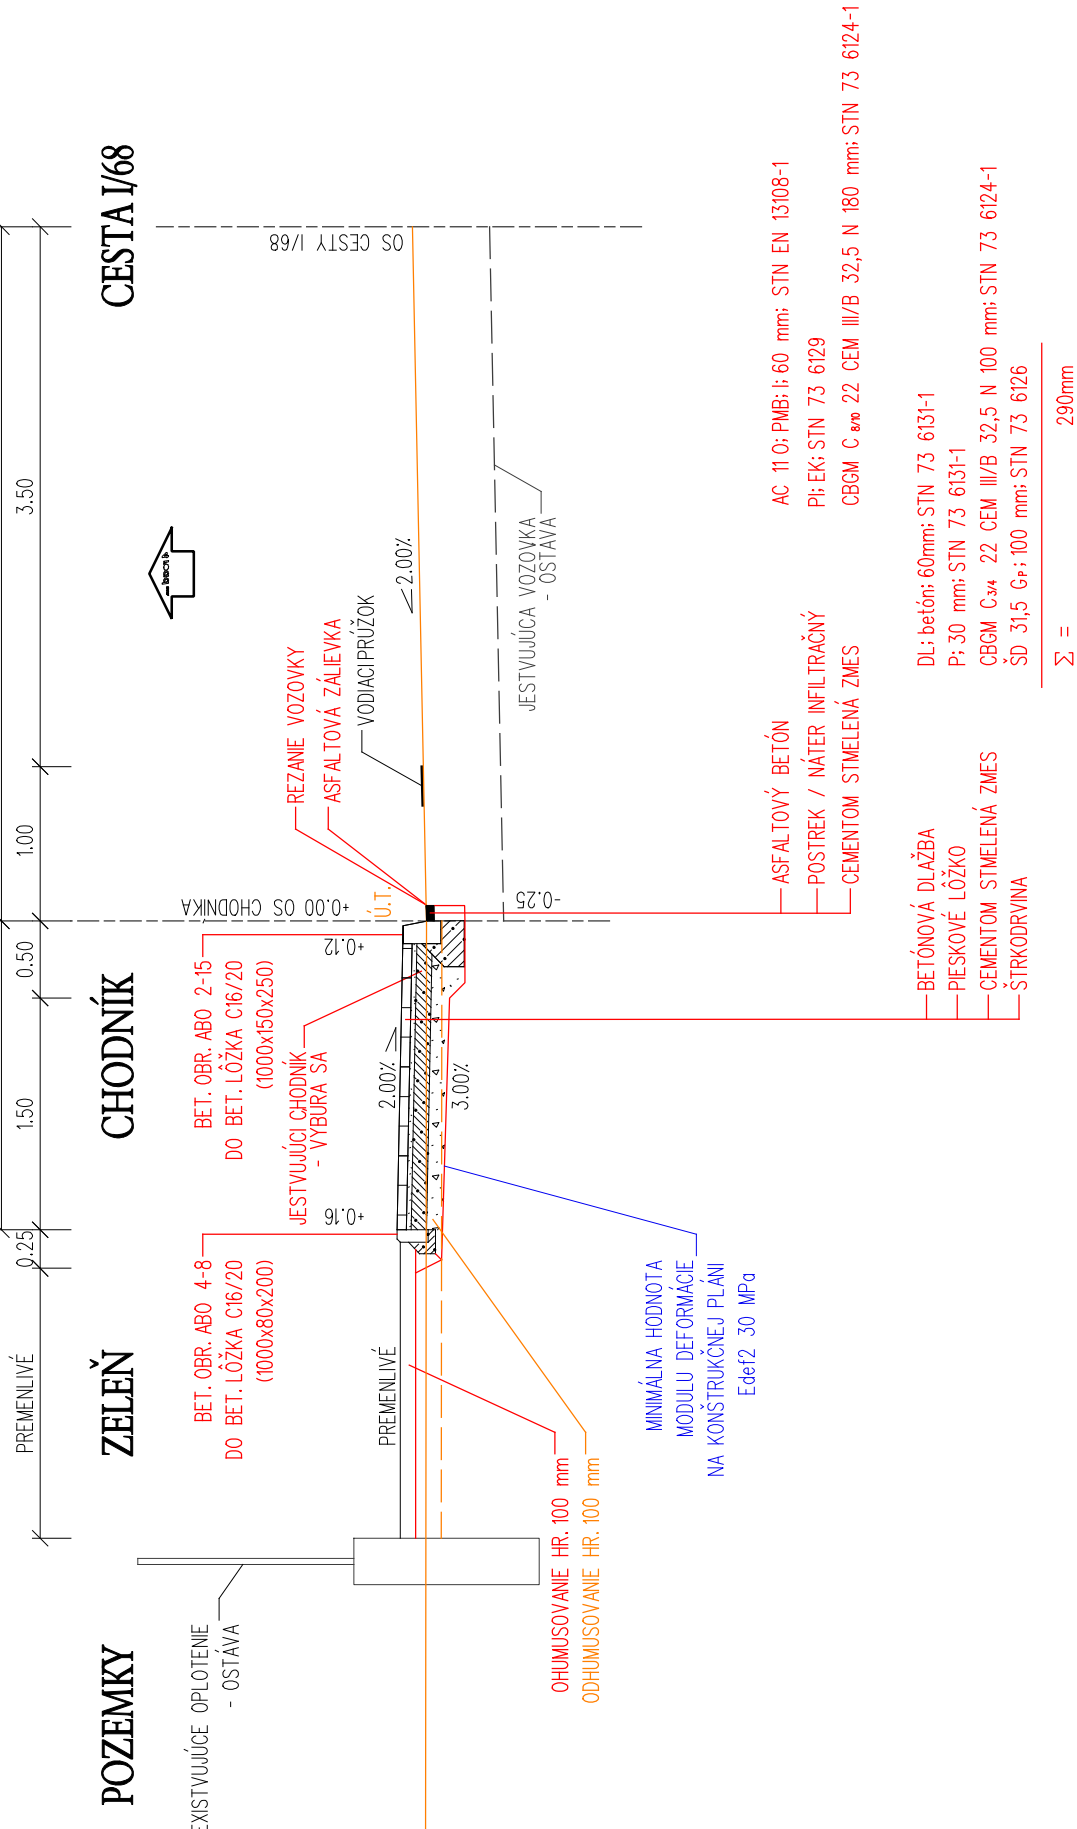 PREMENLIVÉ
0.25
1.50
0.50
1.00
3.50
POZEMKY
ZELEŇ
CHODNÍK
CESTA I/68
EXISTVUJÚCE OPLOTENIE
- OSTÁVA
BET. OBR. ABO 4-8
DO BET. LÔŽKA C16/20
(1000x80x200)
BET. OBR. ABO 2-15
DO BET. LÔŽKA C16/20
(1000x150x250)
JESTVUJÚCI CHODNÍK
- VYBÚRA SA
REZANIE VOZOVKY
ASFALTOVÁ ZÁLIEVKA
VODIACI PRÚŽOK
+0.00 OS CHODNÍKA
OS CESTY I/68
+0.16
+0.12
Ú.T.
PREMENLIVÉ
2.00%
3.00%
2.00%
-0.25
JESTVUJÚCA VOZOVKA
- OSTÁVA
OHUMUSOVANIE HR. 100 mm
ODHUMUSOVANIE HR. 100 mm
MINIMÁLNA HODNOTA
MODULU DEFORMÁCIE
NA KONŠTRUKČNEJ PLÁNI
Edef2 30 MPa
ASFALTOVÝ BETÓN AC 11 O; PMB; I; 60 mm; STN EN 13108-1
POSTREK / NÁTER INFILTRAČNÝ PI; EK; STN 73 6129
CEMENTOM STMELENÁ ZMES CBGM C 8/10 22 CEM III/B 32,5 N 180 mm; STN 73 6124-1
BETÓNOVÁ DLAŽBA DL; betón; 60mm; STN 73 6131-1
PIESKOVÉ LÔŽKO P; 30 mm; STN 73 6131-1
CEMENTOM STMELENÁ ZMES CBGM C 3/4 22 CEM III/B 32,5 N 100 mm; STN 73 6124-1
ŠTRKODRVINA ŠD 31,5 Gp; 100 mm; STN 73 6126
Σ = 290mm